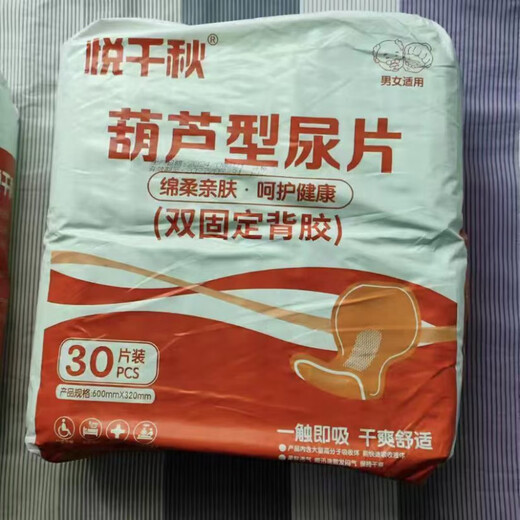 悦千秋®
男女适用
葫芦型尿片
绵柔亲肤·呵护健康
(双固定背胶)
30片装
PCS
产品规格:600mmX320mm
一触即吸 干爽舒适